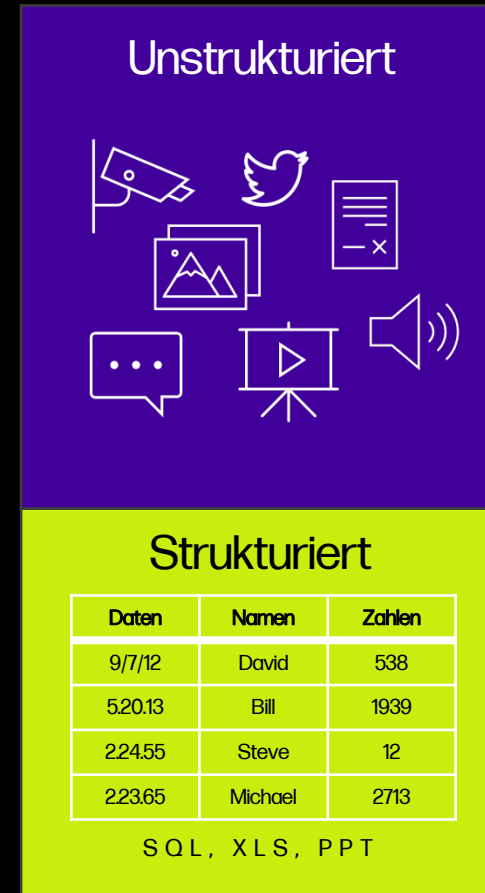 Unstrukturiert
Strukturiert
Daten Namen Zahlen
9/7/12 David 538
5.20.13 Bill 1939
2.24.55 Steve 12
2.23.65 Michael 2713
SQL, XLS, PPT